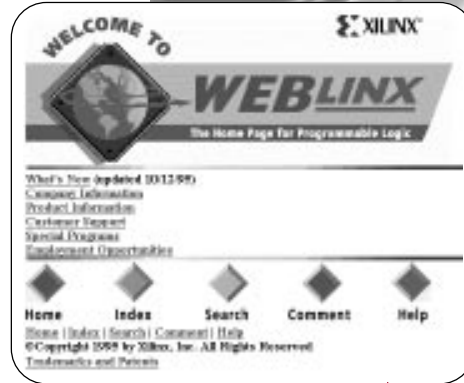 WELCOME TO
XILINX
WEBLINX
The Home Page for Programmable Logic
What's New (updated 10/12/95)
Company Information
Product Information
Customer Support
Special Programs
Employment Opportunities
Home Index Search Comment Help
Home | Index | Search | Comment | Help
©Copyright 1995 by Xilinx, Inc. All Rights Reserved
Trademarks and Patents